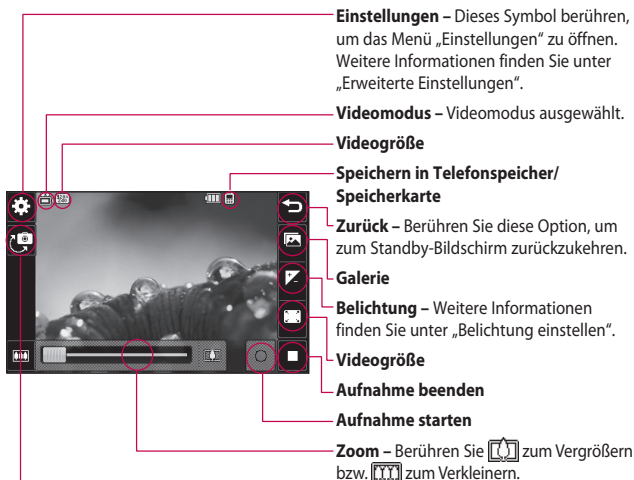 Einstellungen – Dieses Symbol berühren,
um das Menü „Einstellungen“ zu öffnen.
Weitere Informationen finden Sie unter
„Erweiterte Einstellungen“.
Videomodus – Videomodus ausgewählt.
Videogröße
Speichern in Telefonspeicher/
Speicherkarte
Zurück – Berühren Sie diese Option, um
zum Standby-Bildschirm zurückzukehren.
Galerie
Belichtung – Weitere Informationen
finden Sie unter „Belichtung einstellen“.
Videogröße
Aufnahme beenden
Aufnahme starten
Zoom – Berühren Sie zum Vergrößern
bzw. zum Verkleinern.